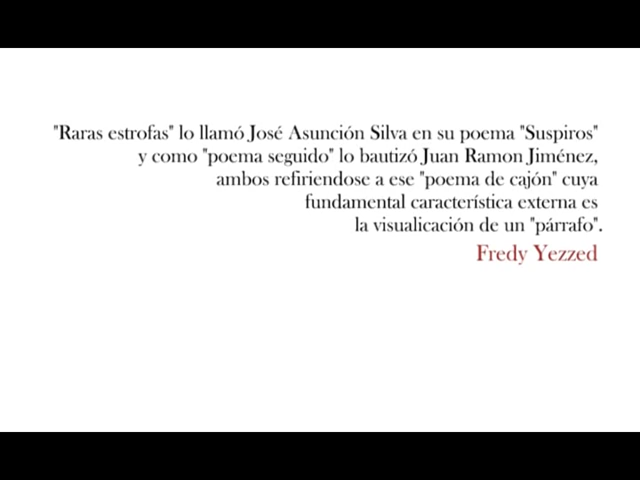 "Raras estrofas" lo llamó José Asunción Silva en su poema "Suspiros"
y como "poema seguido" lo bautizó Juan Ramon Jiménez,
ambos refiriendose a ese "poema de cajón" cuya
fundamental característica externa es
la visualicación de un "párrafo".
Fredy Yezzed